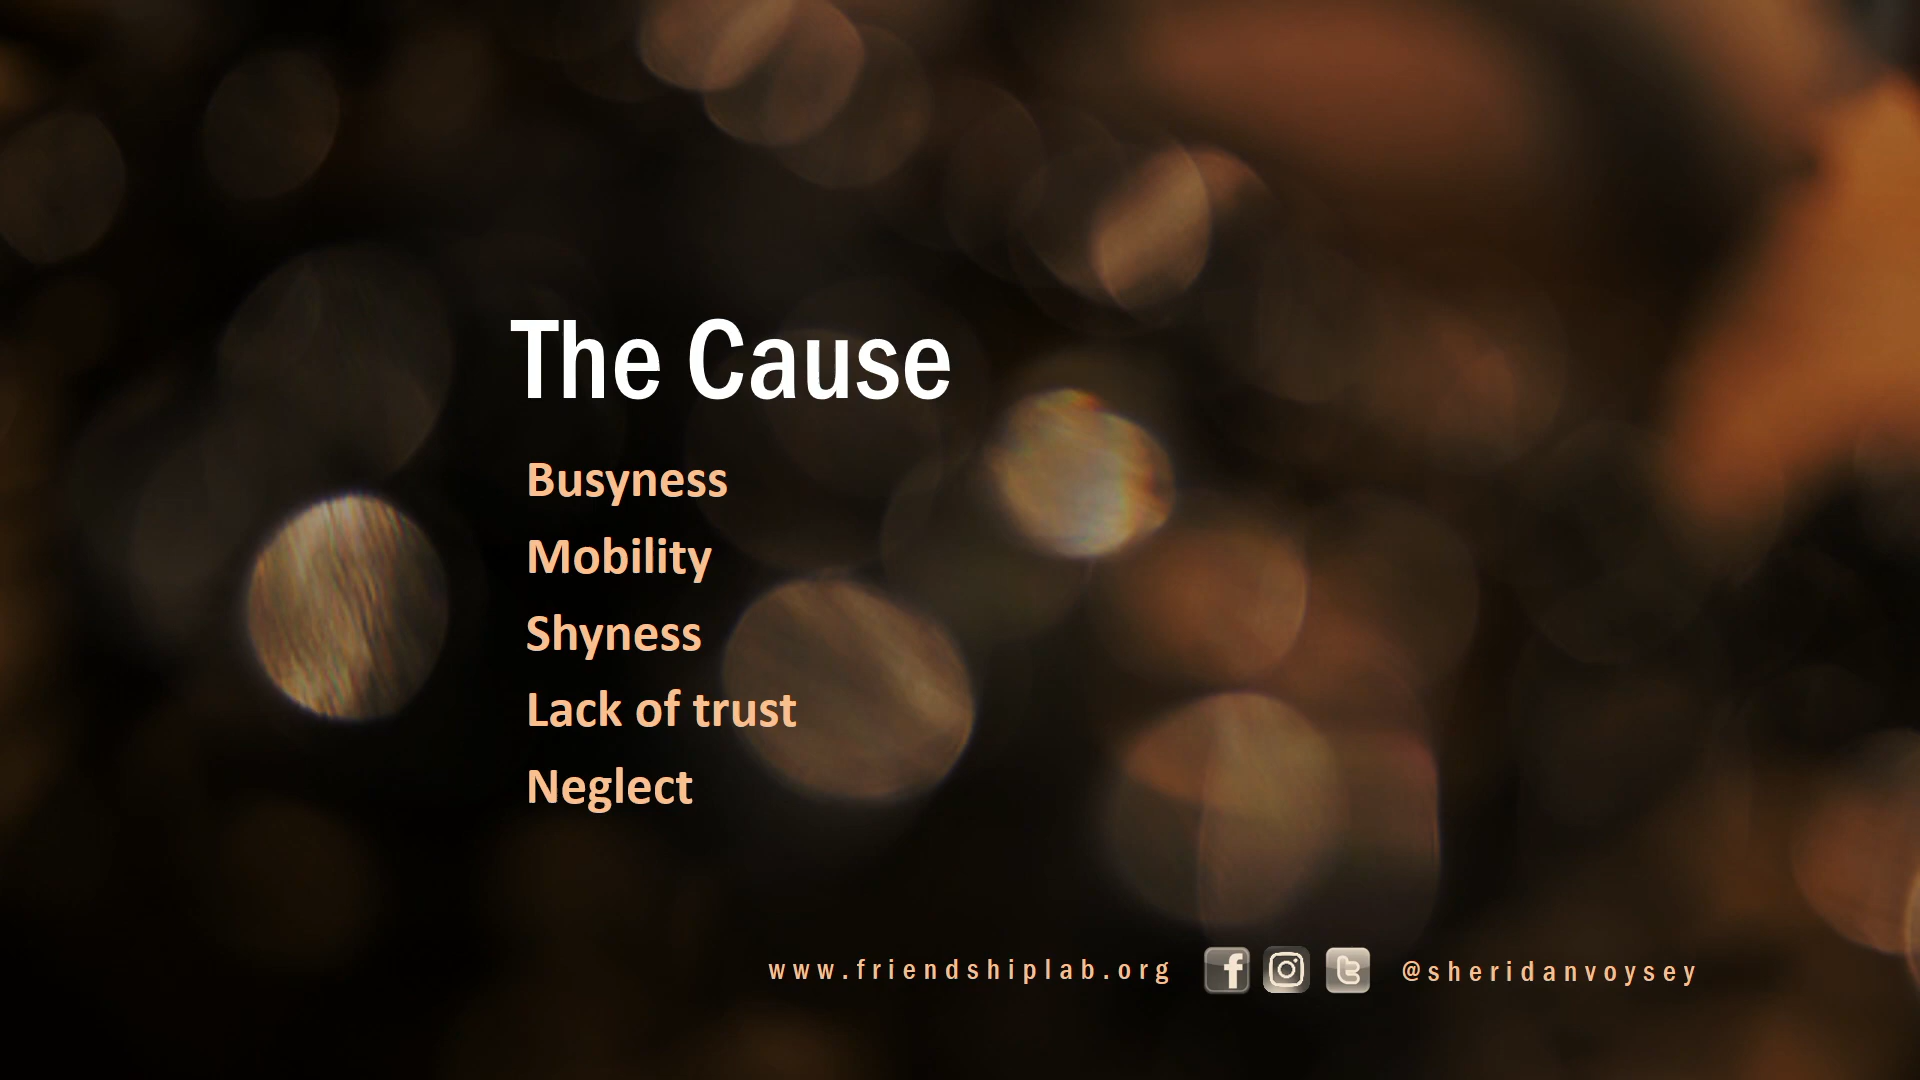 The Cause
Busyness
Mobility
Shyness
Lack of trust
Neglect
www.friendshiplab.org @sheridanvoysey